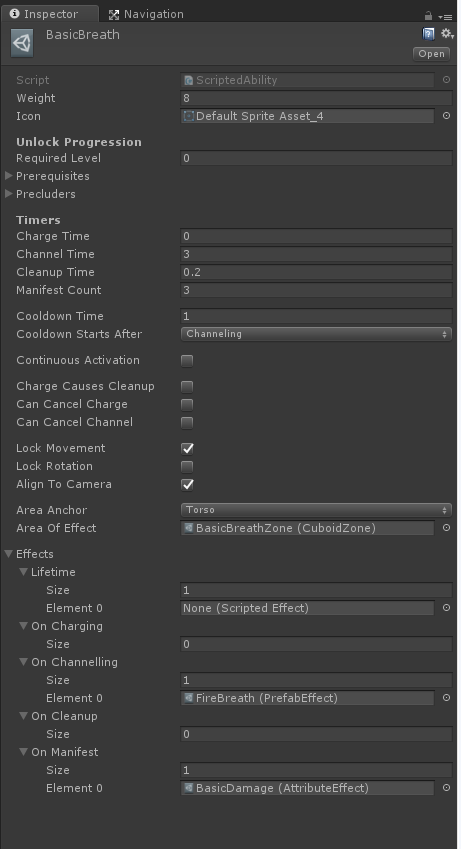 Inspector Navigation
BasicBreath
Open
Script ScriptedAbility
Weight 8
Icon Default Sprite Asset_4
Unlock Progression
Required Level 0
Prerequisites
Precluders
Timers
Charge Time 0
Channel Time 3
Cleanup Time 0.2
Manifest Count 3
Cooldown Time 1
Cooldown Starts After Channeling
Continuous Activation
Charge Causes Cleanup
Can Cancel Charge
Can Cancel Channel
Lock Movement
Lock Rotation
Align To Camera
Area Anchor Torso
Area Of Effect BasicBreathZone (CuboidZone)
Effects
Lifetime
Size 1
Element 0 None (Scripted Effect)
On Charging
Size 0
On Channelling
Size 1
Element 0 FireBreath (PrefabEffect)
On Cleanup
Size 0
On Manifest
Size 1
Element 0 BasicDamage (AttributeEffect)